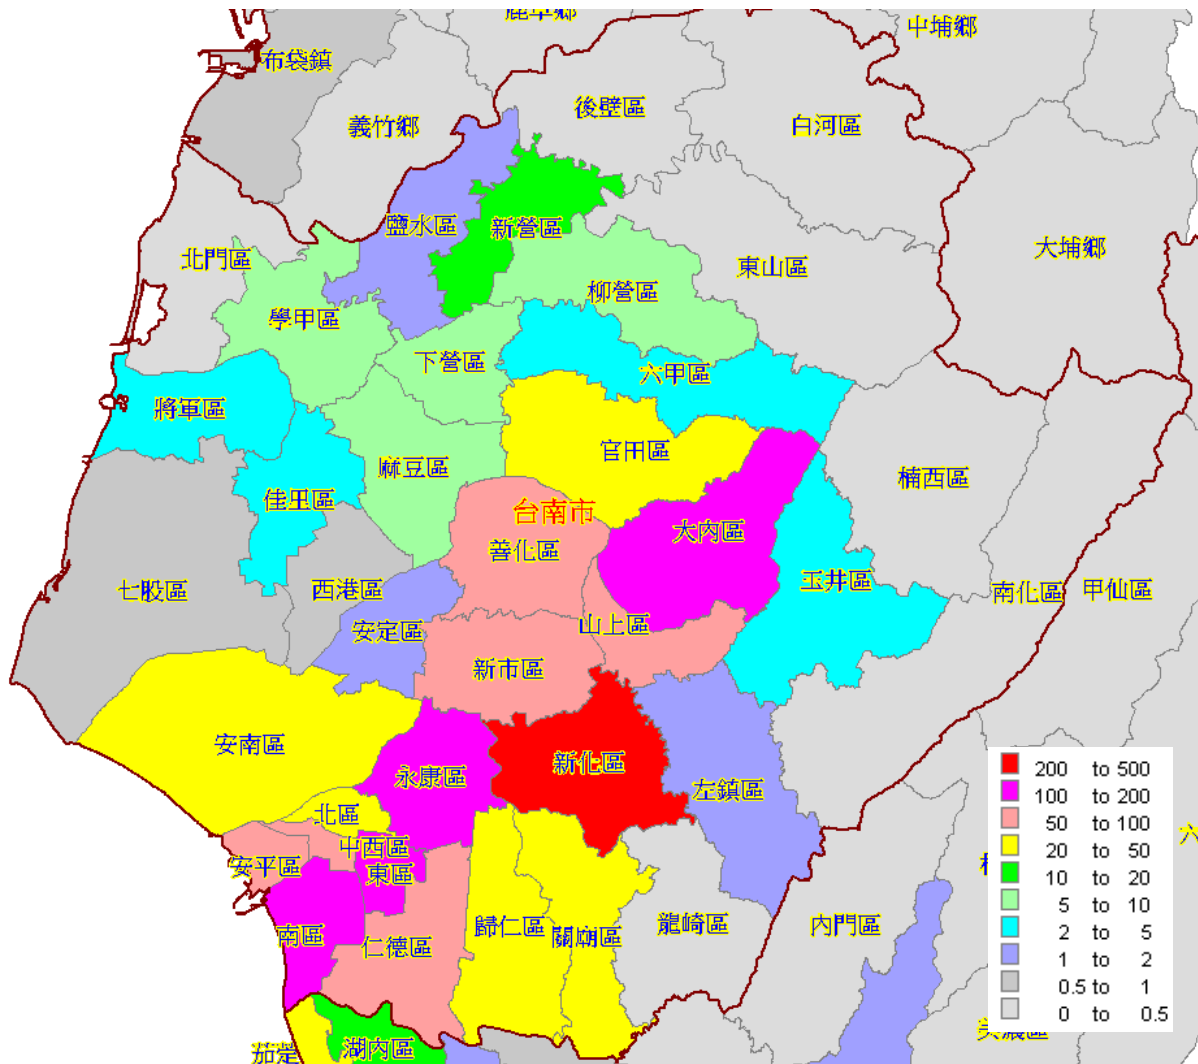 中埔鄉
布袋鎮
後壁區
義竹鄉
白河區
鹽水區
新營區
大埔鄉
北門區
東山區
柳營區
學甲區
下營區
六甲區
將軍區
官田區
麻豆區
楠西區
佳里區
台南市
大內區
善化區
玉井區
七股區
西港區
南化區
甲仙區
安定區
山上區
新市區
安南區
新化區
永康區
左鎮區
北區
中西區
安平區
東區
龍崎區
內門區
歸仁區
關廟區
南區
仁德區
湖內區
茄萣
美濃區
六
200 to 500
100 to 200
50 to 100
20 to 50
10 to 20
5 to 10
2 to 5
1 to 2
0.5 to 1
0 to 0.5